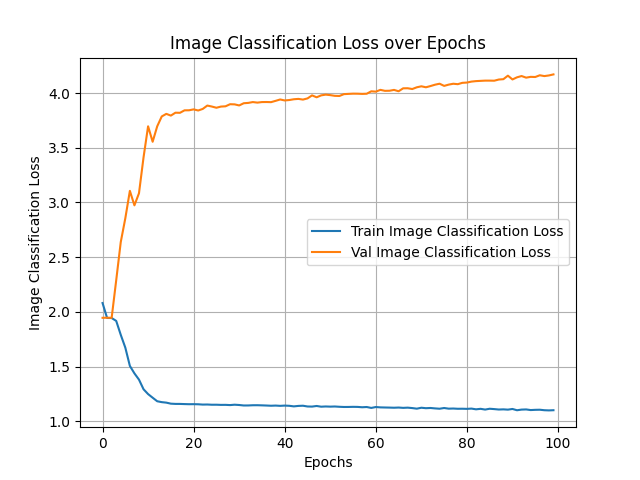 Image Classification Loss over Epochs
Image Classification Loss
4.0
3.5
3.0
2.5
2.0
1.5
1.0
Train Image Classification Loss
Val Image Classification Loss
0 20 40 60 80 100
Epochs